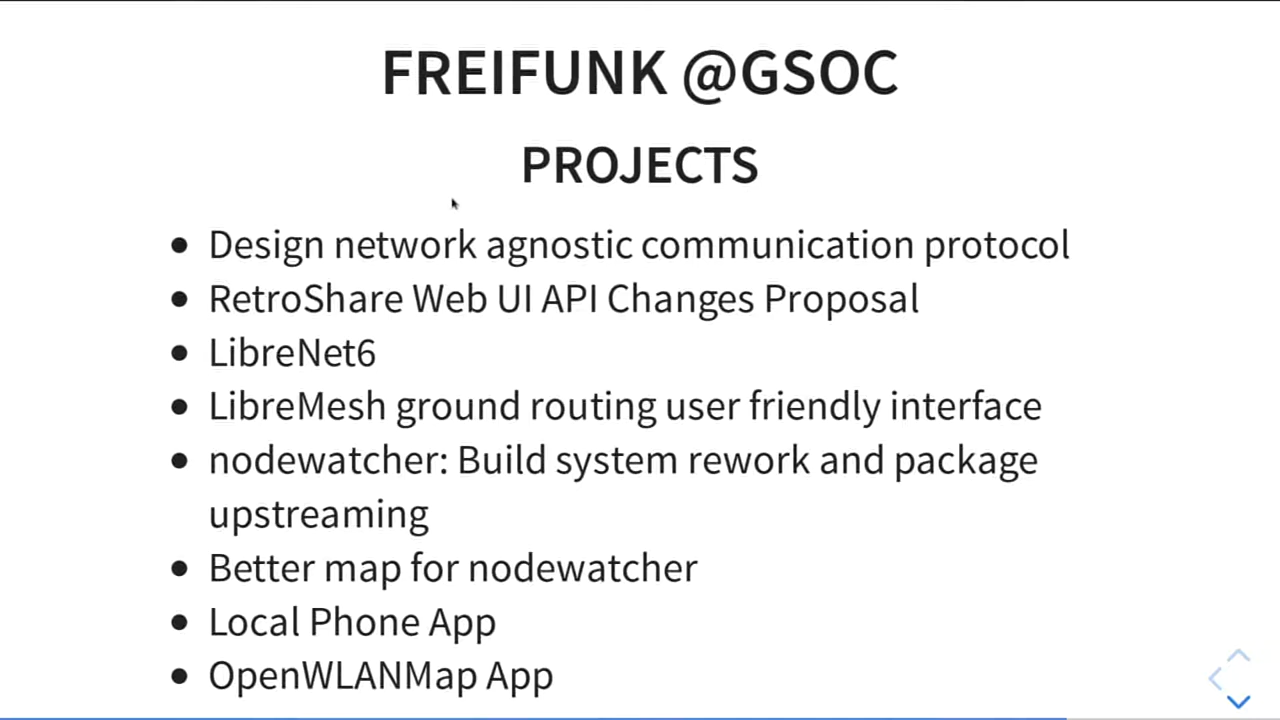 FREIFUNK @GSOC
PROJECTS
Design network agnostic communication protocol
RetroShare Web UI API Changes Proposal
LibreNet6
LibreMesh ground routing user friendly interface
nodewatcher: Build system rework and package
upstreaming
Better map for nodewatcher
Local Phone App
OpenWLANMap App